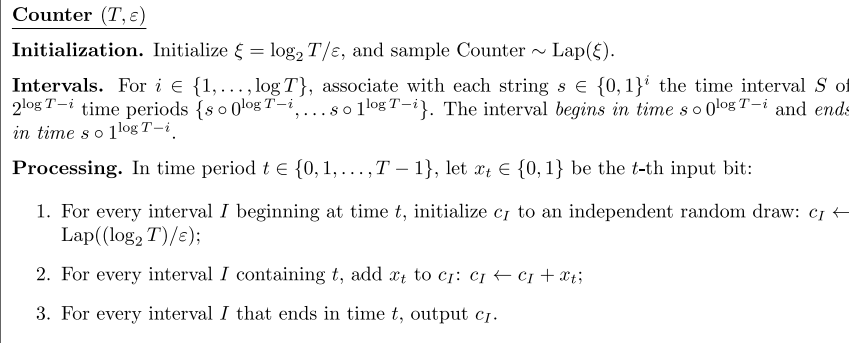 Counter (T, ε)
Initialization. Initialize ξ = log₂ T/ε, and sample Counter ∼ Lap(ξ).
Intervals. For i ∈ {1, . . . , log T}, associate with each string s ∈ {0, 1}ⁱ the time interval S of
2^{log T−i} time periods {s ∘ 0^{log T−i}, . . . s ∘ 1^{log T−i}}. The interval begins in time s ∘ 0^{log T−i} and ends
in time s ∘ 1^{log T−i}.
Processing. In time period t ∈ {0, 1, . . . , T − 1}, let x_t ∈ {0, 1} be the t-th input bit:
1. For every interval I beginning at time t, initialize c_I to an independent random draw: c_I ←
Lap((log₂ T)/ε);
2. For every interval I containing t, add x_t to c_I: c_I ← c_I + x_t;
3. For every interval I that ends in time t, output c_I.